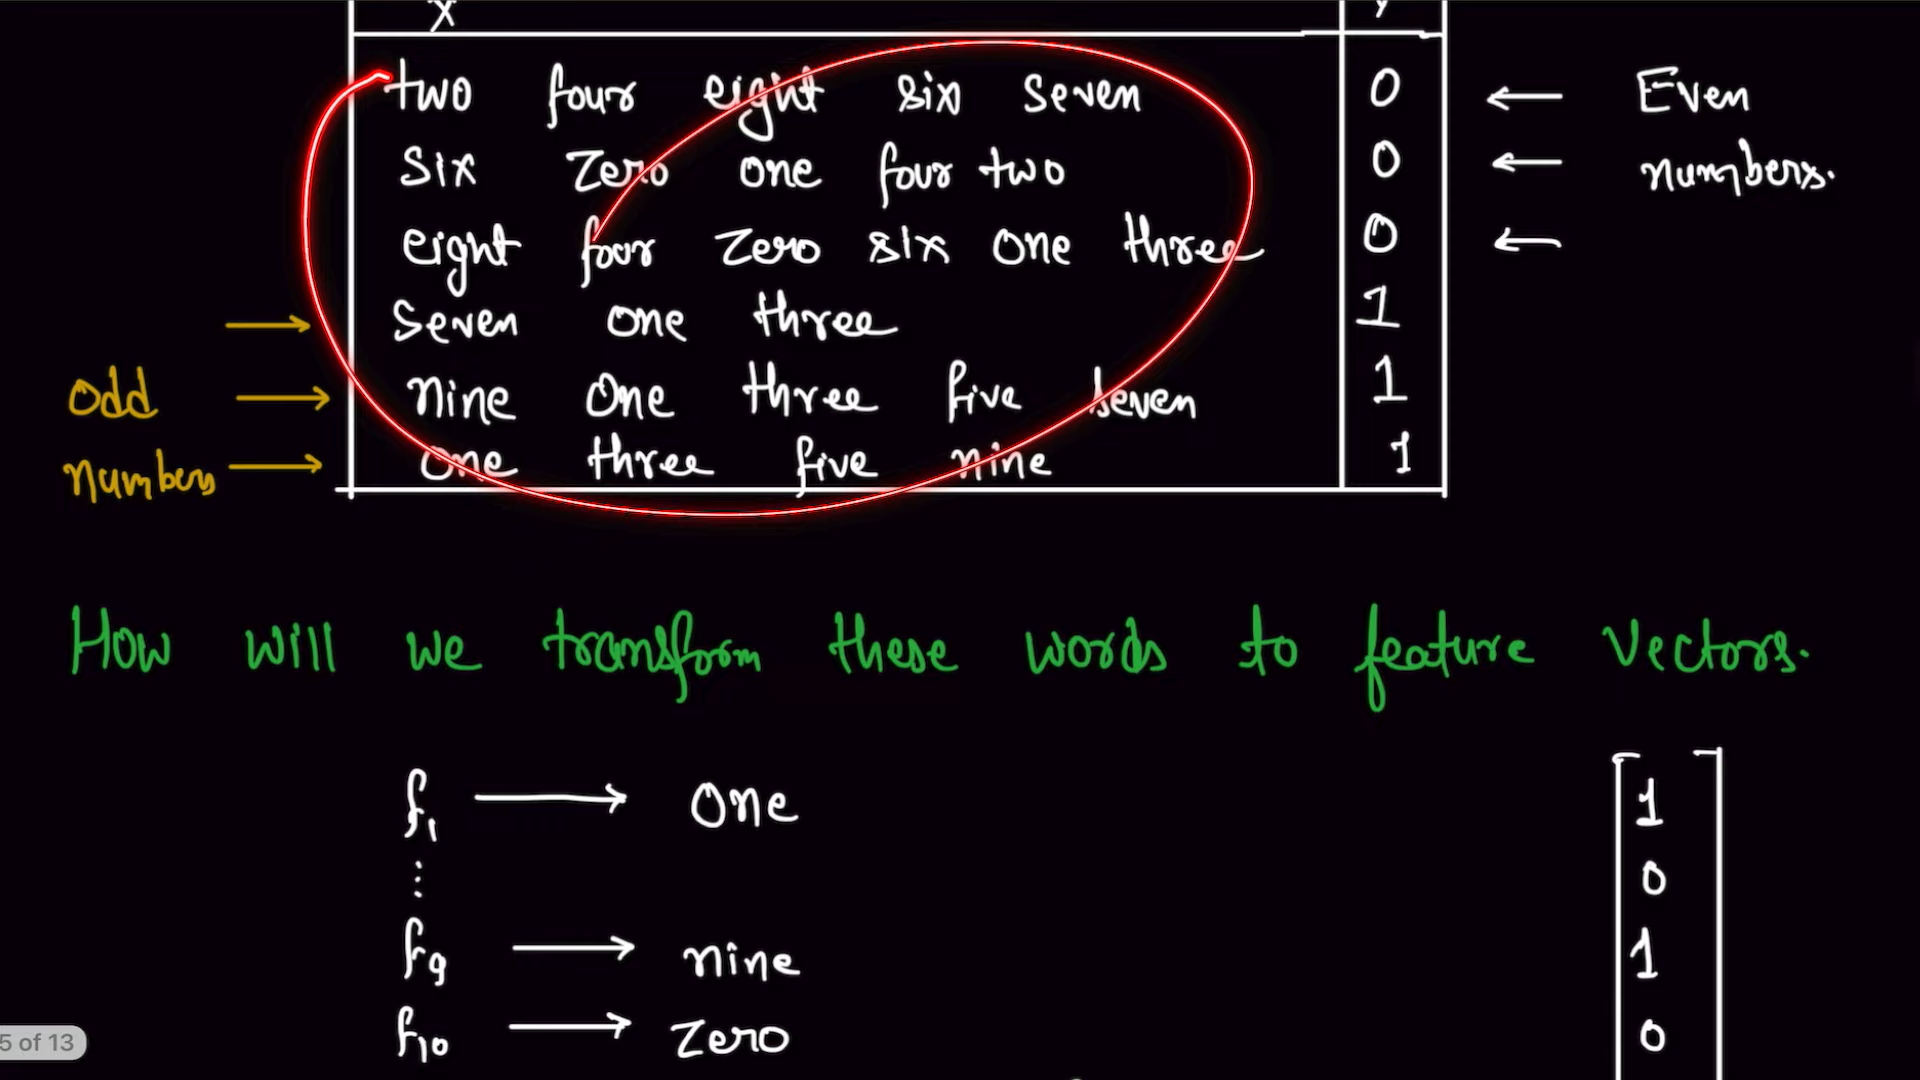 X Y
two four eight six seven 0 ← Even
six zero one four two 0 ← numbers.
eight four zero six one three 0 ←
→ seven one three 1
odd → nine one three five seven 1
numbers → one three five nine 1
How will we transform these words to feature vectors.
f1 → one 1
⋮ 0
f9 → nine 1
f10 → zero 0
5 of 13